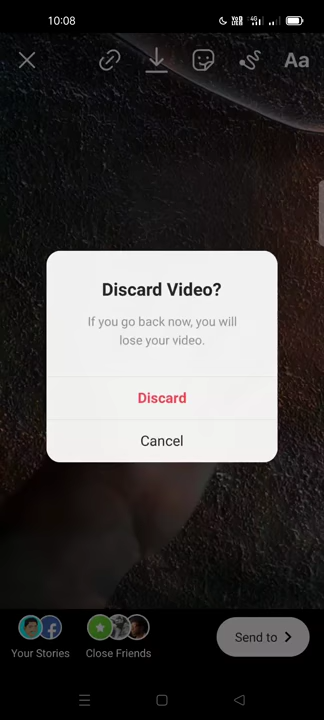 10:08
Aa
Discard Video?
If you go back now, you will
lose your video.
Discard
Cancel
Your Stories
Close Friends
Send to